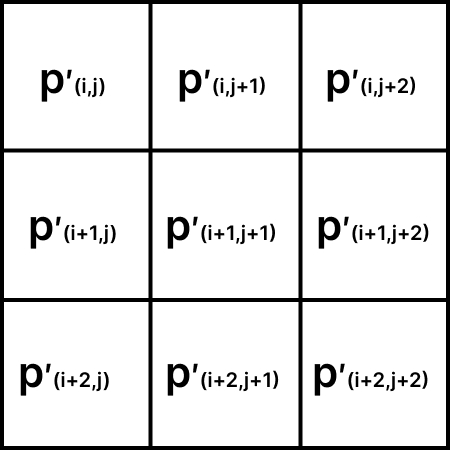 p′(i,j) p′(i,j+1) p′(i,j+2)
p′(i+1,j) p′(i+1,j+1) p′(i+1,j+2)
p′(i+2,j) p′(i+2,j+1) p′(i+2,j+2)